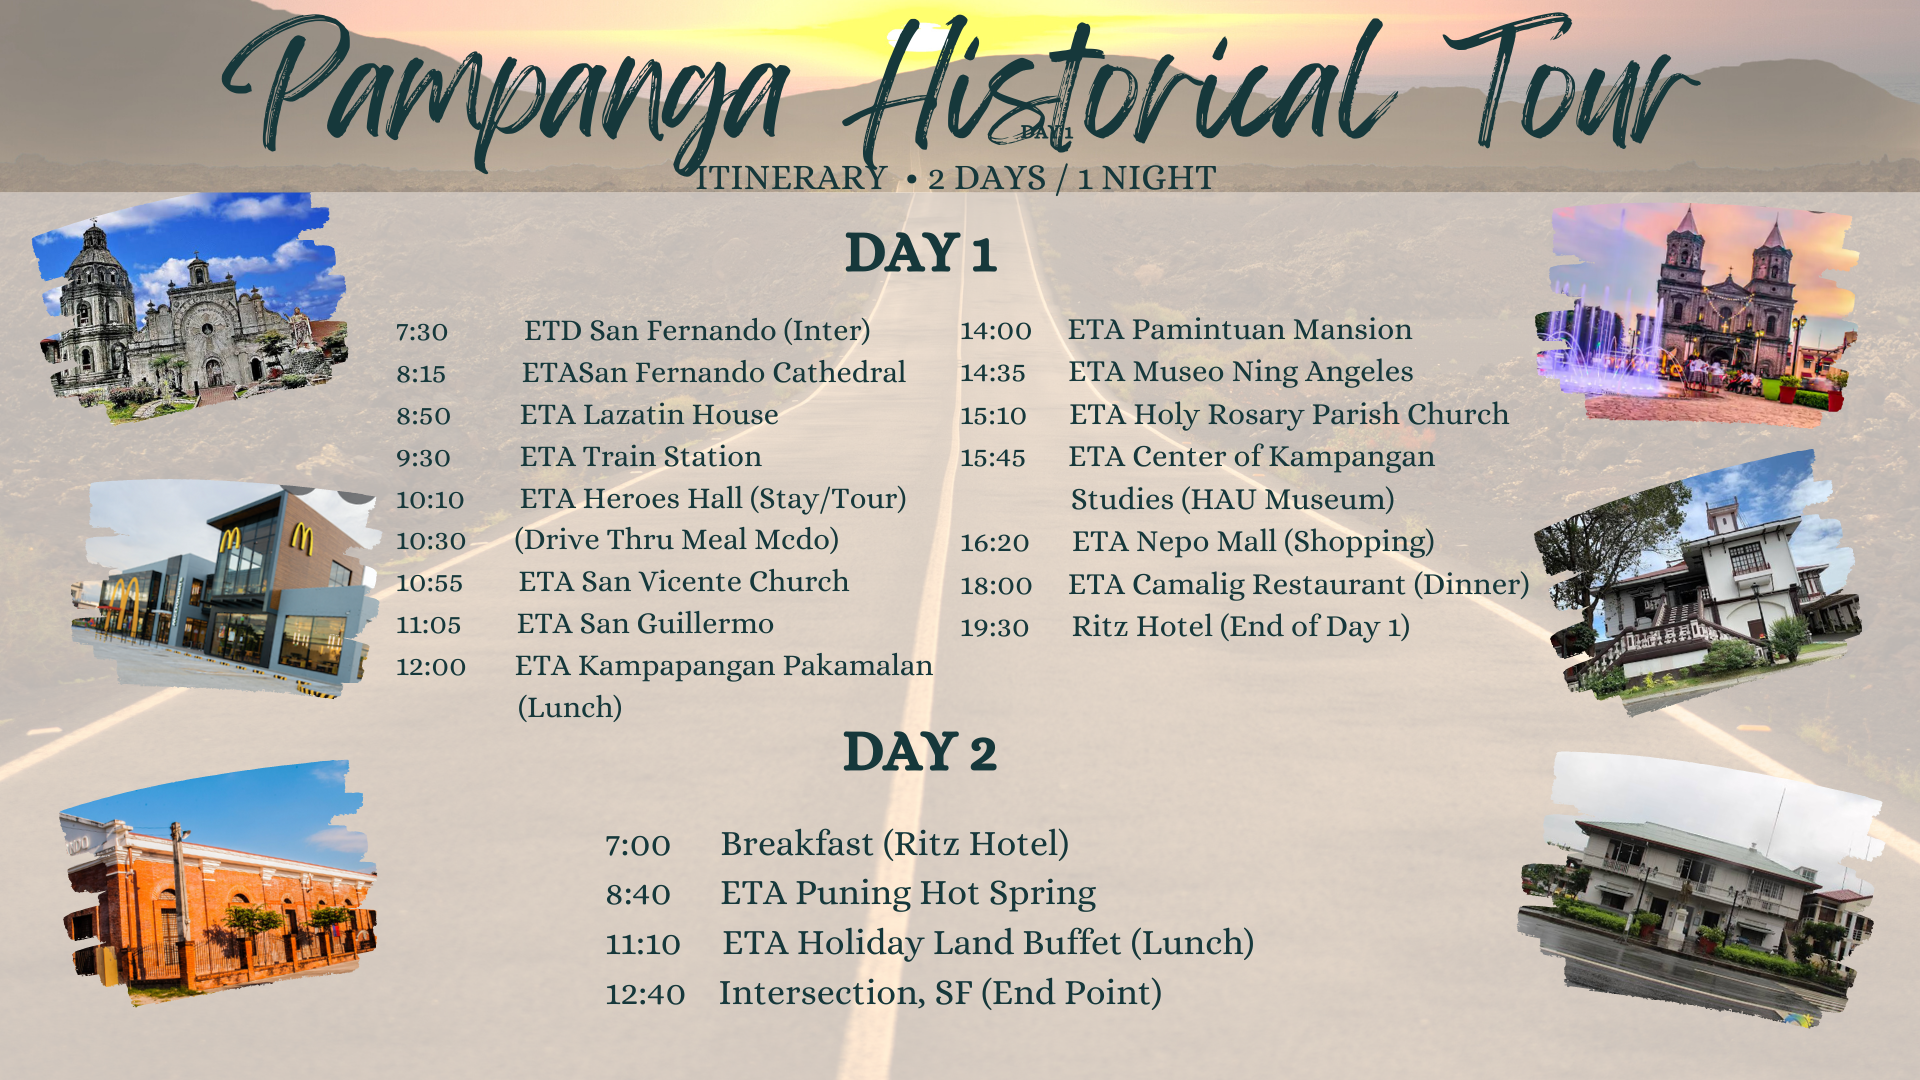 Pampanga Historical Tour
DAY 1
ITINERARY • 2 DAYS / 1 NIGHT
DAY 1
7:30 ETD San Fernando (Inter)
8:15 ETASan Fernando Cathedral
8:50 ETA Lazatin House
9:30 ETA Train Station
10:10 ETA Heroes Hall (Stay/Tour)
10:30 (Drive Thru Meal Mcdo)
10:55 ETA San Vicente Church
11:05 ETA San Guillermo
12:00 ETA Kampapangan Pakamalan
(Lunch)
14:00 ETA Pamintuan Mansion
14:35 ETA Museo Ning Angeles
15:10 ETA Holy Rosary Parish Church
15:45 ETA Center of Kampangan
Studies (HAU Museum)
16:20 ETA Nepo Mall (Shopping)
18:00 ETA Camalig Restaurant (Dinner)
19:30 Ritz Hotel (End of Day 1)
DAY 2
7:00 Breakfast (Ritz Hotel)
8:40 ETA Puning Hot Spring
11:10 ETA Holiday Land Buffet (Lunch)
12:40 Intersection, SF (End Point)